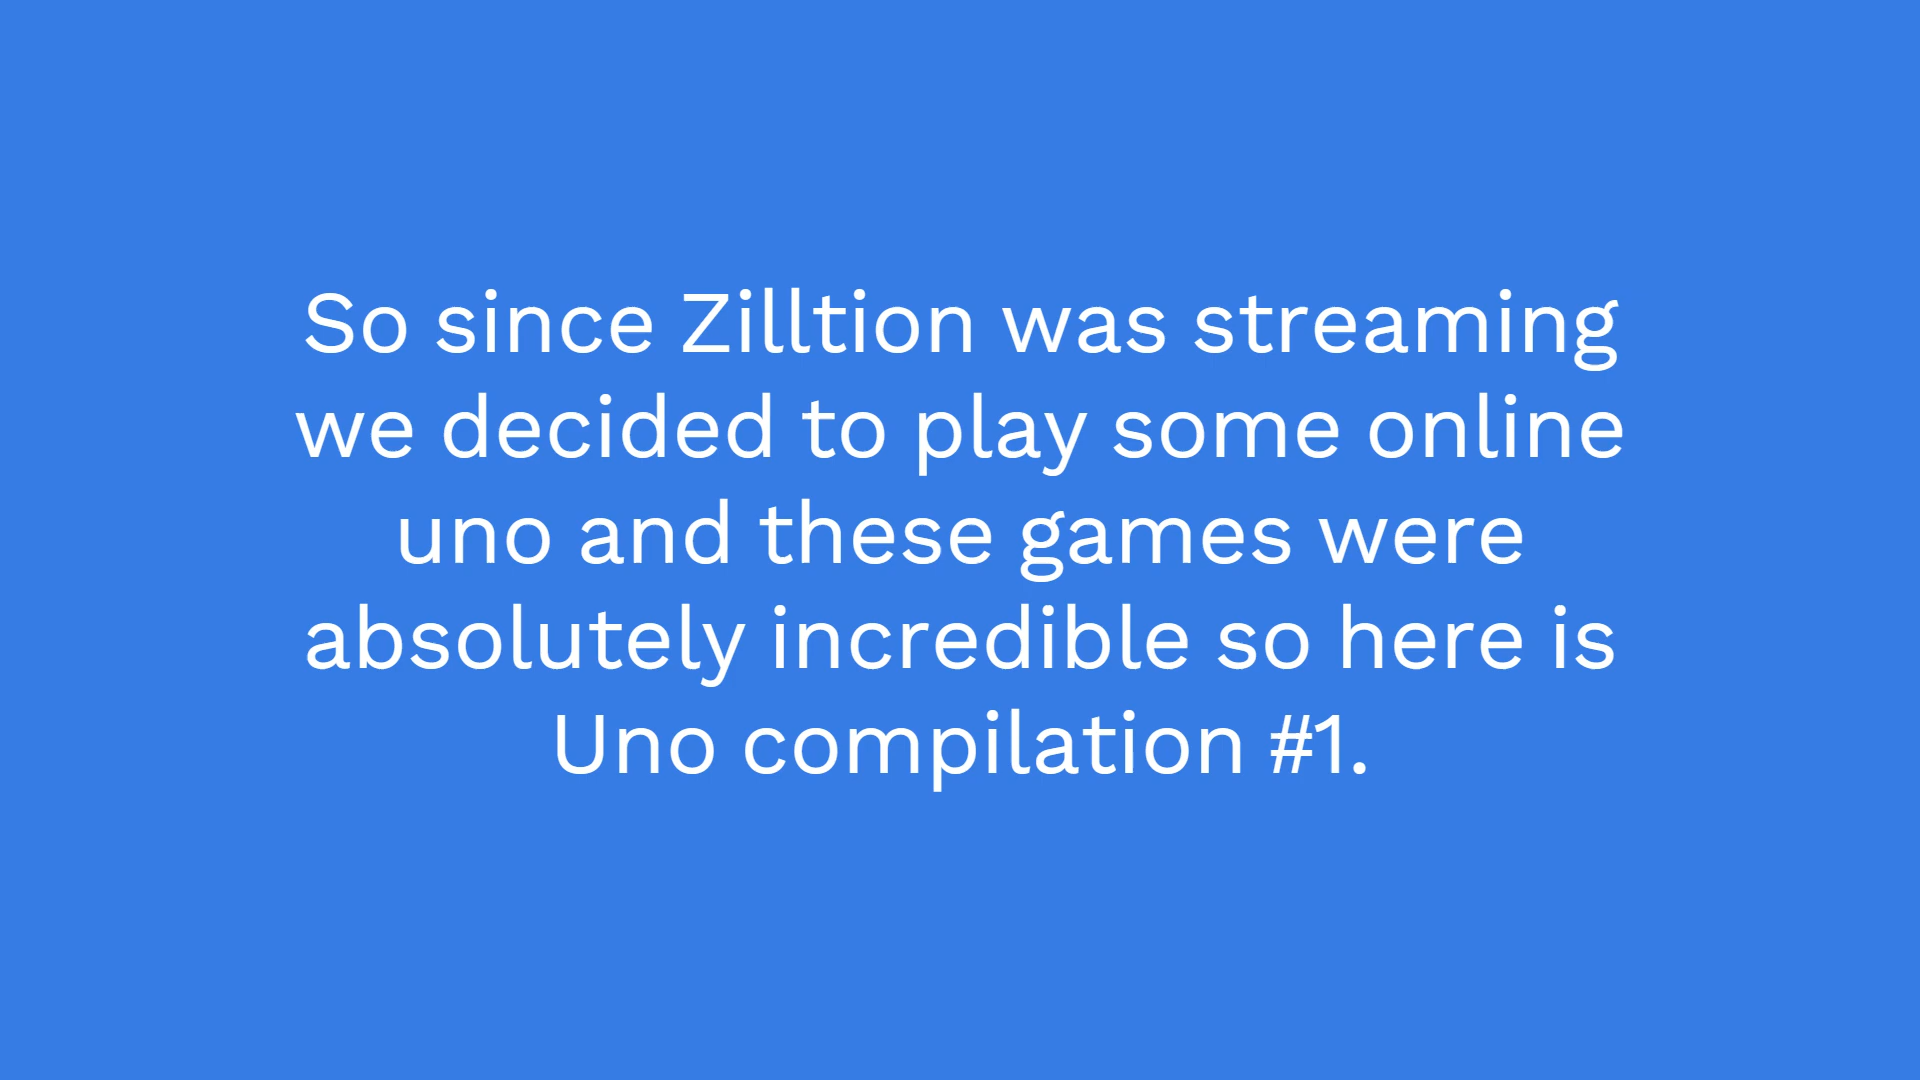 So since Zilltion was streaming
we decided to play some online
uno and these games were
absolutely incredible so here is
Uno compilation #1.